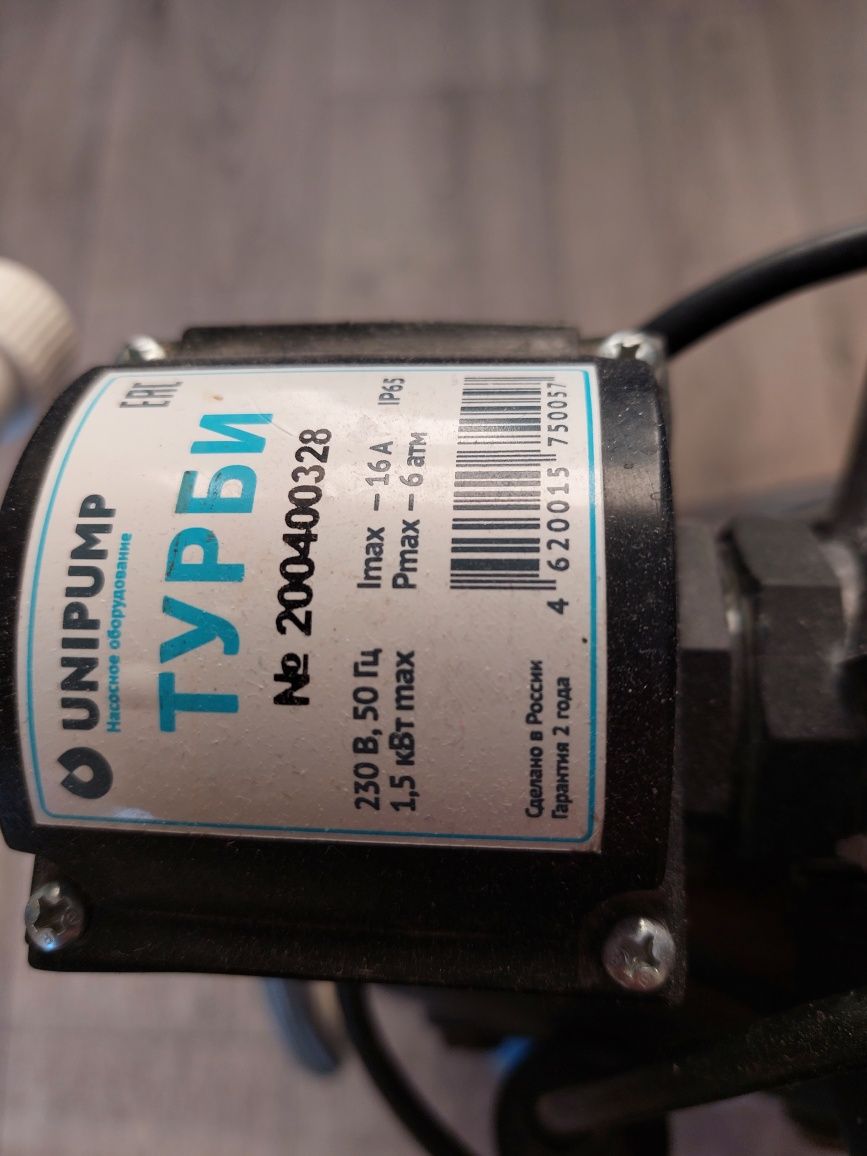 UNIPUMP
Насосное оборудование
EAC
ТУРБИ
№ 200400328
230 В, 50 Гц Imax – 16 А IP65
1,5 кВт max Pmax – 6 атм
4 620015 750057
Сделано в России
Гарантия 2 года